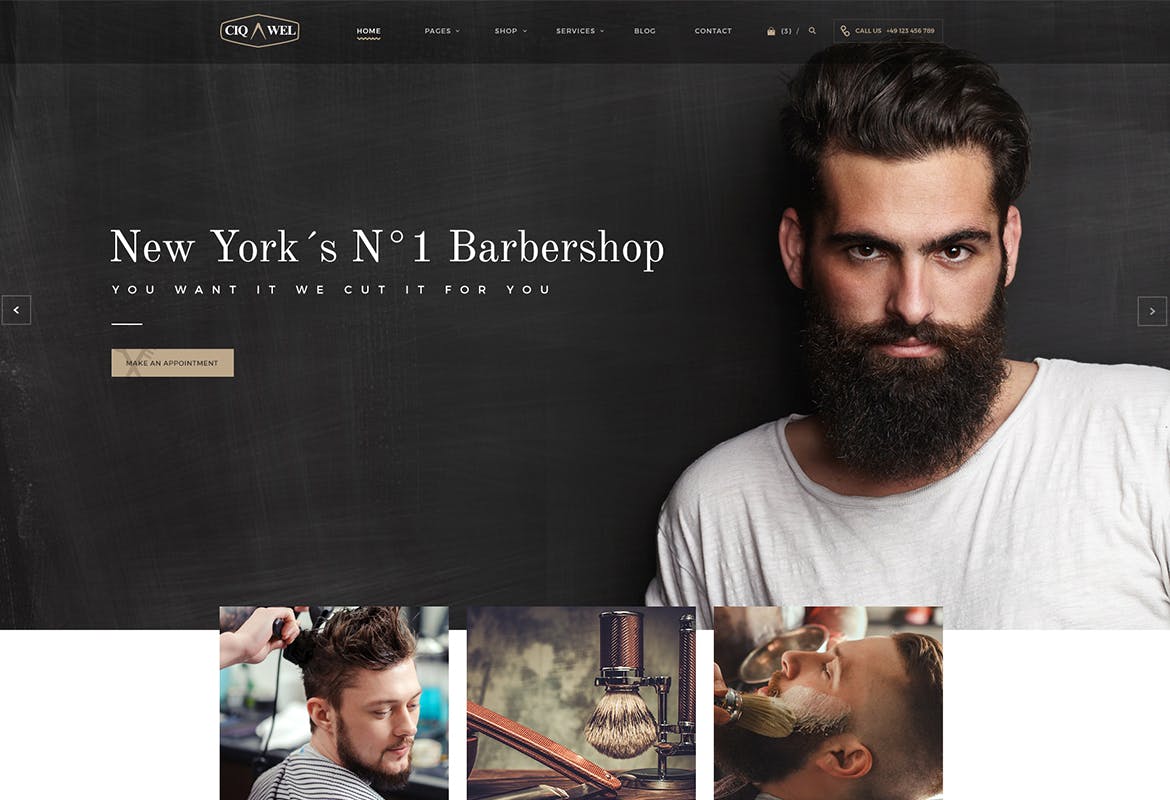 CIQ WEL
HOME PAGES SHOP SERVICES BLOG CONTACT (3) / CALL US +49 123 456 789
New York´s N°1 Barbershop
YOU WANT IT WE CUT IT FOR YOU
MAKE AN APPOINTMENT